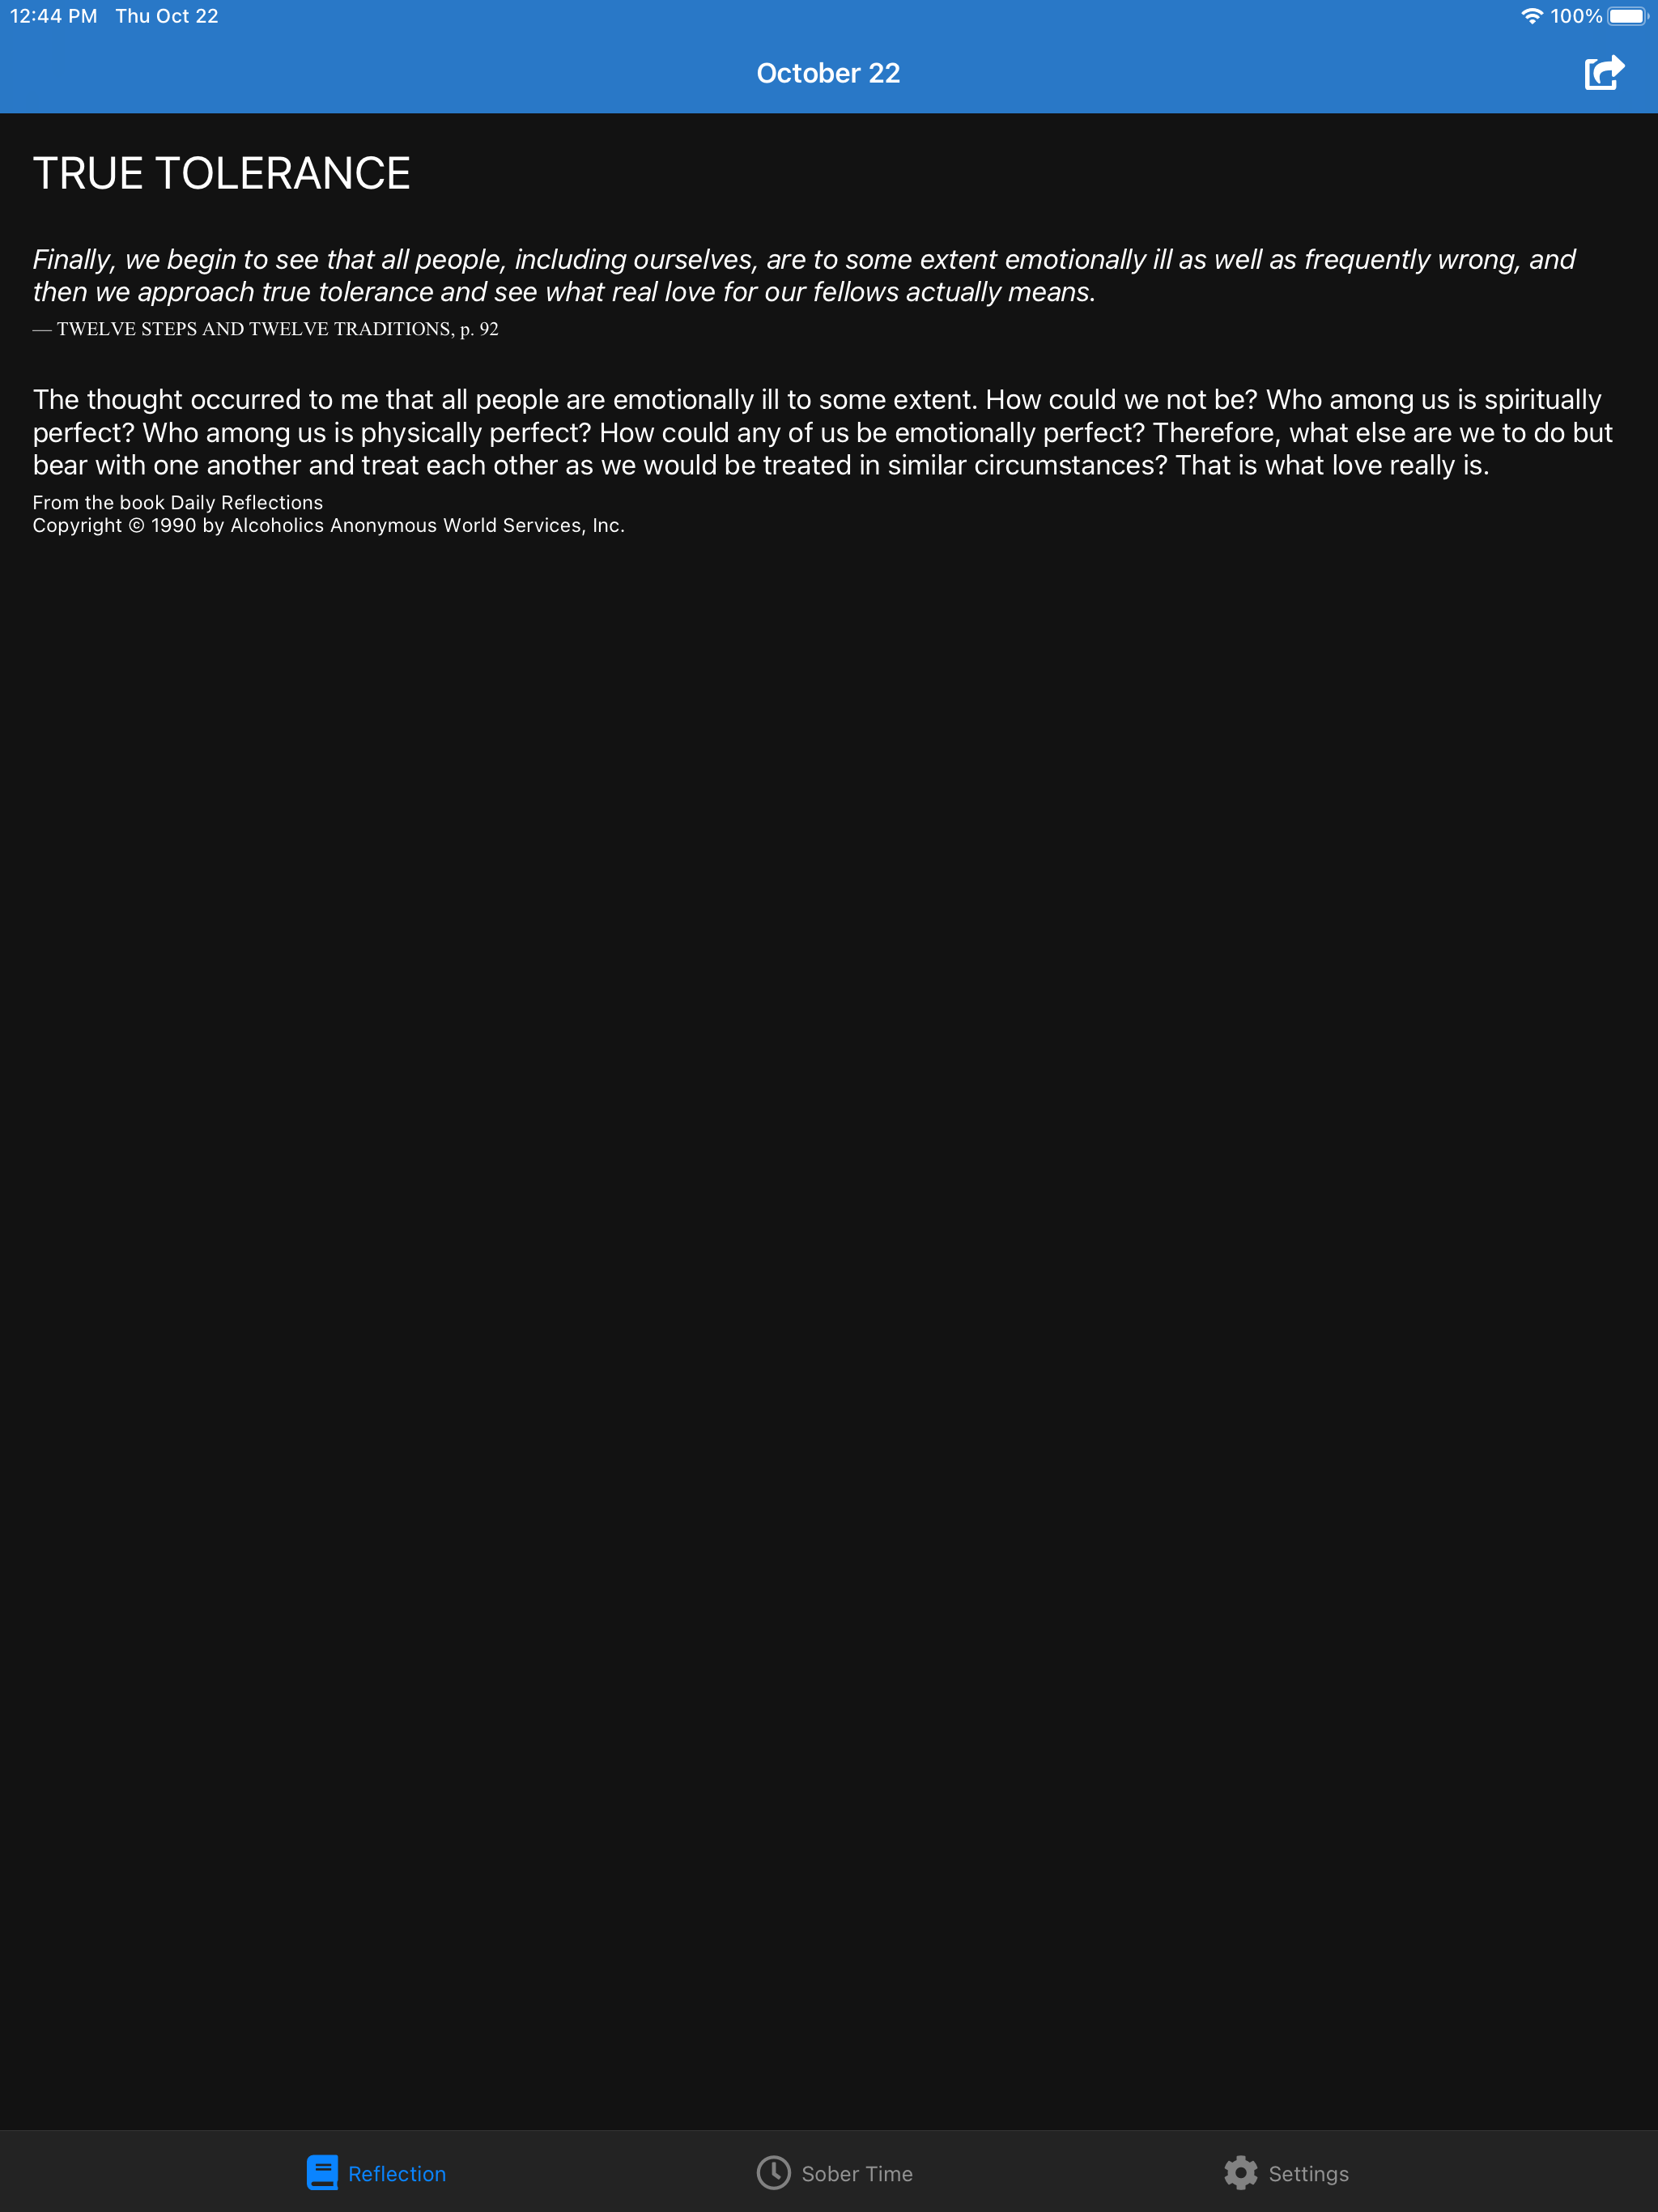 12:44 PM Thu Oct 22
100%
October 22
TRUE TOLERANCE
Finally, we begin to see that all people, including ourselves, are to some extent emotionally ill as well as frequently wrong, and
then we approach true tolerance and see what real love for our fellows actually means.
— TWELVE STEPS AND TWELVE TRADITIONS, p. 92
The thought occurred to me that all people are emotionally ill to some extent. How could we not be? Who among us is spiritually
perfect? Who among us is physically perfect? How could any of us be emotionally perfect? Therefore, what else are we to do but
bear with one another and treat each other as we would be treated in similar circumstances? That is what love really is.
From the book Daily Reflections
Copyright © 1990 by Alcoholics Anonymous World Services, Inc.
Reflection
Sober Time
Settings